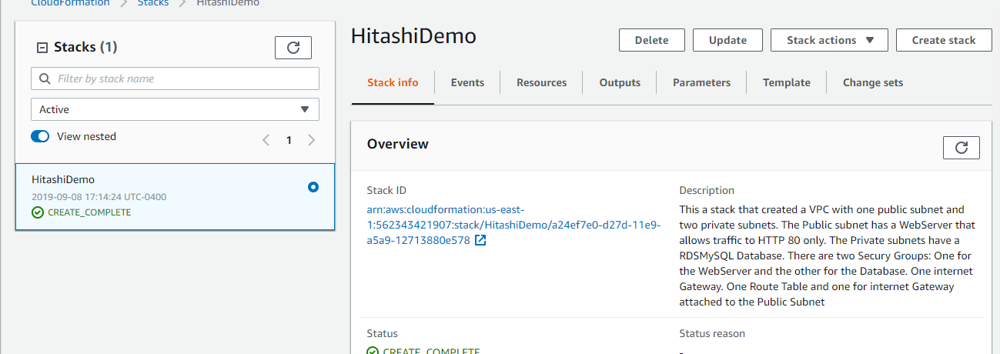 CloudFormation > Stacks > HitashiDemo
Stacks (1)
Filter by stack name
Active
View nested
1
HitashiDemo
2019-09-08 17:14:24 UTC-0400
CREATE_COMPLETE
HitashiDemo
Delete
Update
Stack actions
Create stack
Stack info
Events
Resources
Outputs
Parameters
Template
Change sets
Overview
Stack ID
arn:aws:cloudformation:us-east-
1:562343421907:stack/HitashiDemo/a24ef7e0-d27d-11e9-
a5a9-12713880e578
Description
This a stack that created a VPC with one public subnet and
two private subnets. The Public subnet has a WebServer that
allows traffic to HTTP 80 only. The Private subnets have a
RDSMySQL Database. There are two Secury Groups: One for
the WebServer and the other for the Database. One internet
Gateway. One Route Table and one for internet Gateway
attached to the Public Subnet
Status
CREATE_COMPLETE
Status reason
-